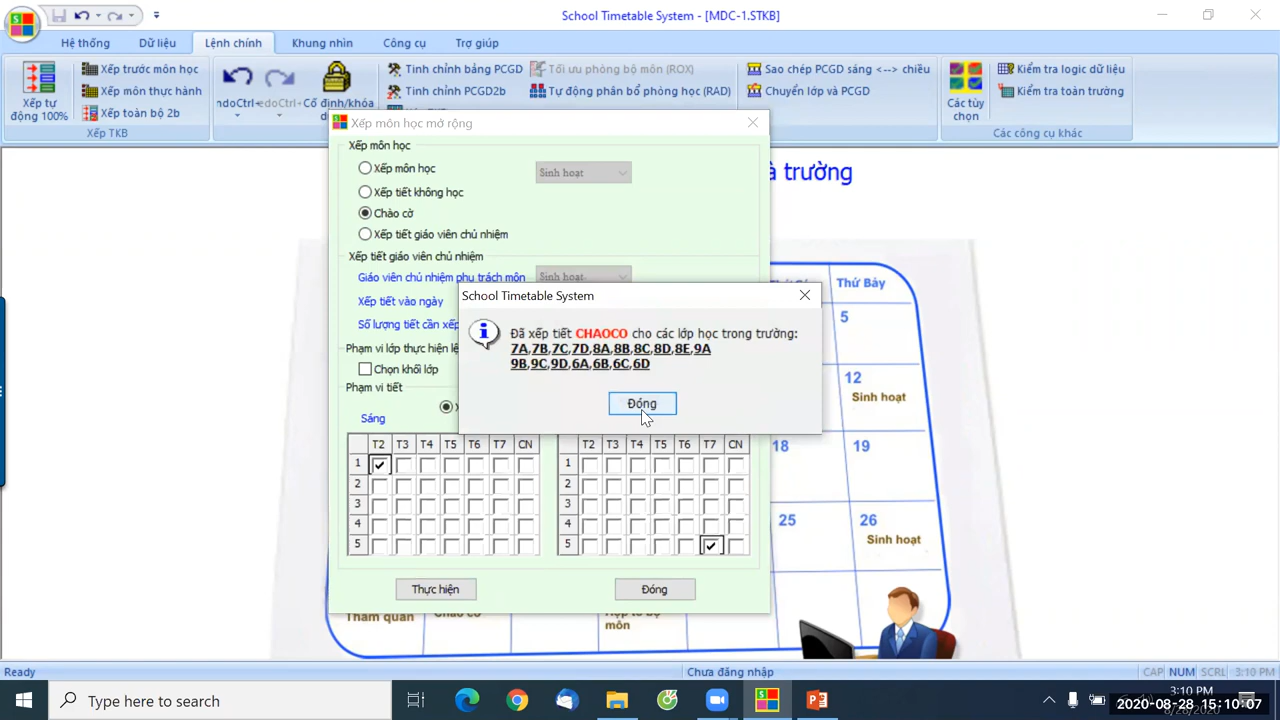 School Timetable System - [MDC-1.STKB]
Hệ thống
Dữ liệu
Lệnh chính
Khung nhìn
Công cụ
Trợ giúp
Xếp tự động 100%
Xếp trước môn học
Xếp môn thực hành
Xếp toàn bộ 2b
Xếp TKB
ndoCtrl+
edoCtrl+
Cố định/khóa
Tinh chỉnh bảng PCGD
Tinh chỉnh PCGD2b
Tối ưu phòng bộ môn (ROX)
Tự động phân bổ phòng học (RAD)
Sao chép PCGD sáng <--> chiều
Chuyển lớp và PCGD
Các tùy chọn
Kiểm tra logic dữ liệu
Kiểm tra toàn trường
Các công cụ khác
à trường
Xếp môn học mở rộng
Xếp môn học
Xếp môn học
Sinh hoạt
Xếp tiết không học
Chào cờ
Xếp tiết giáo viên chủ nhiệm
Xếp tiết giáo viên chủ nhiệm
Giáo viên chủ nhiệm phụ trách môn
Sinh hoạt
Xếp tiết vào ngày
Số lượng tiết cần xếp
Phạm vi lớp thực hiện lệ
Chọn khối lớp
Phạm vi tiết
Sáng
School Timetable System
Đã xếp tiết CHAOCO cho các lớp học trong trường:
7A,7B,7C,7D,8A,8B,8C,8D,8E,9A
9B,9C,9D,6A,6B,6C,6D
Đóng
T2 T3 T4 T5 T6 T7 CN
1
2
3
4
5
T2 T3 T4 T5 T6 T7 CN
1
2
3
4
5
Thực hiện
Đóng
Thứ Bảy
5
12
Sinh hoạt
18
19
25
26
Sinh hoạt
Tham quan
Chào cờ
Họp tổ bộ môn
Ready
Chưa đăng nhập
CAP NUM SCRL 3:10 PM
Type here to search
3:10 PM
2020-08-28 15:10:07